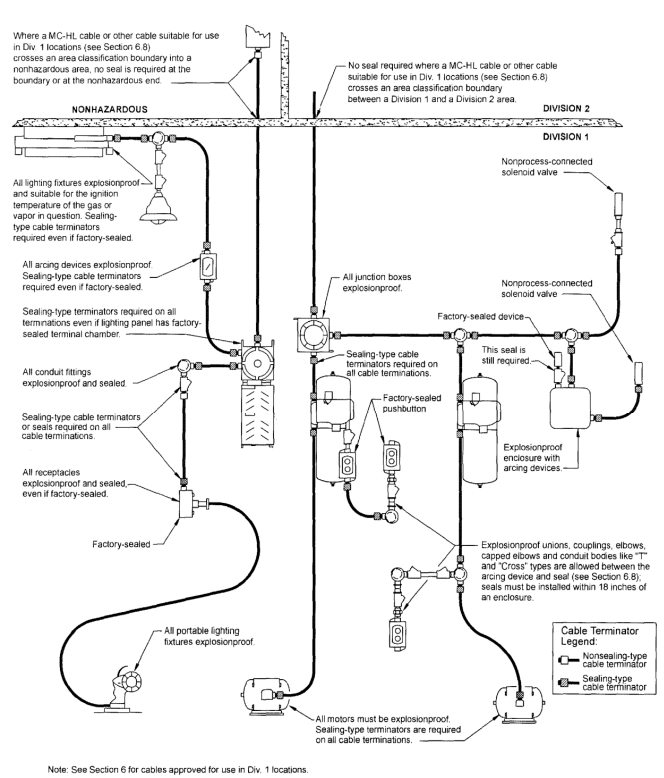 Where a MC-HL cable or other cable suitable for use
in Div. 1 locations (see Section 6.8)
crosses an area classification boundary into a
nonhazardous area, no seal is required at the
boundary or at the nonhazardous end.
No seal required where a MC-HL cable or other cable
suitable for use in Div. 1 locations (see Section 6.8)
crosses an area classification boundary
between a Division 1 and a Division 2 area.
NONHAZARDOUS
DIVISION 2
DIVISION 1
Nonprocess-connected
solenoid valve
All lighting fixtures explosionproof
and suitable for the ignition
temperature of the gas or
vapor in question. Sealing-
type cable terminators
required even if factory-sealed.
All arcing devices explosionproof.
Sealing-type cable terminators
required even if factory-sealed.
All junction boxes
explosionproof.
Nonprocess-connected
solenoid valve
Sealing-type terminators required on all
terminations even if lighting panel has factory-
sealed terminal chamber.
Factory-sealed device
This seal is
still required.
Sealing-type cable
terminators required on
all cable terminations.
All conduit fittings
explosionproof and sealed.
Factory-sealed
pushbutton
Sealing-type cable terminators
or seals required on all
cable terminations.
Explosionproof
enclosure with
arcing devices.
All receptacles
explosionproof and sealed,
even if factory-sealed.
Factory-sealed
Explosionproof unions, couplings, elbows,
capped elbows and conduit bodies like "T"
and "Cross" types are allowed between the
arcing device and seal (see Section 6.8);
seals must be installed within 18 inches of
an enclosure.
All portable lighting
fixtures explosionproof.
Cable Terminator
Legend:
Nonsealing-type
cable terminator
Sealing-type
cable terminator
All motors must be explosionproof.
Sealing-type terminators are required
on all cable terminations.
Note: See Section 6 for cables approved for use in Div. 1 locations.